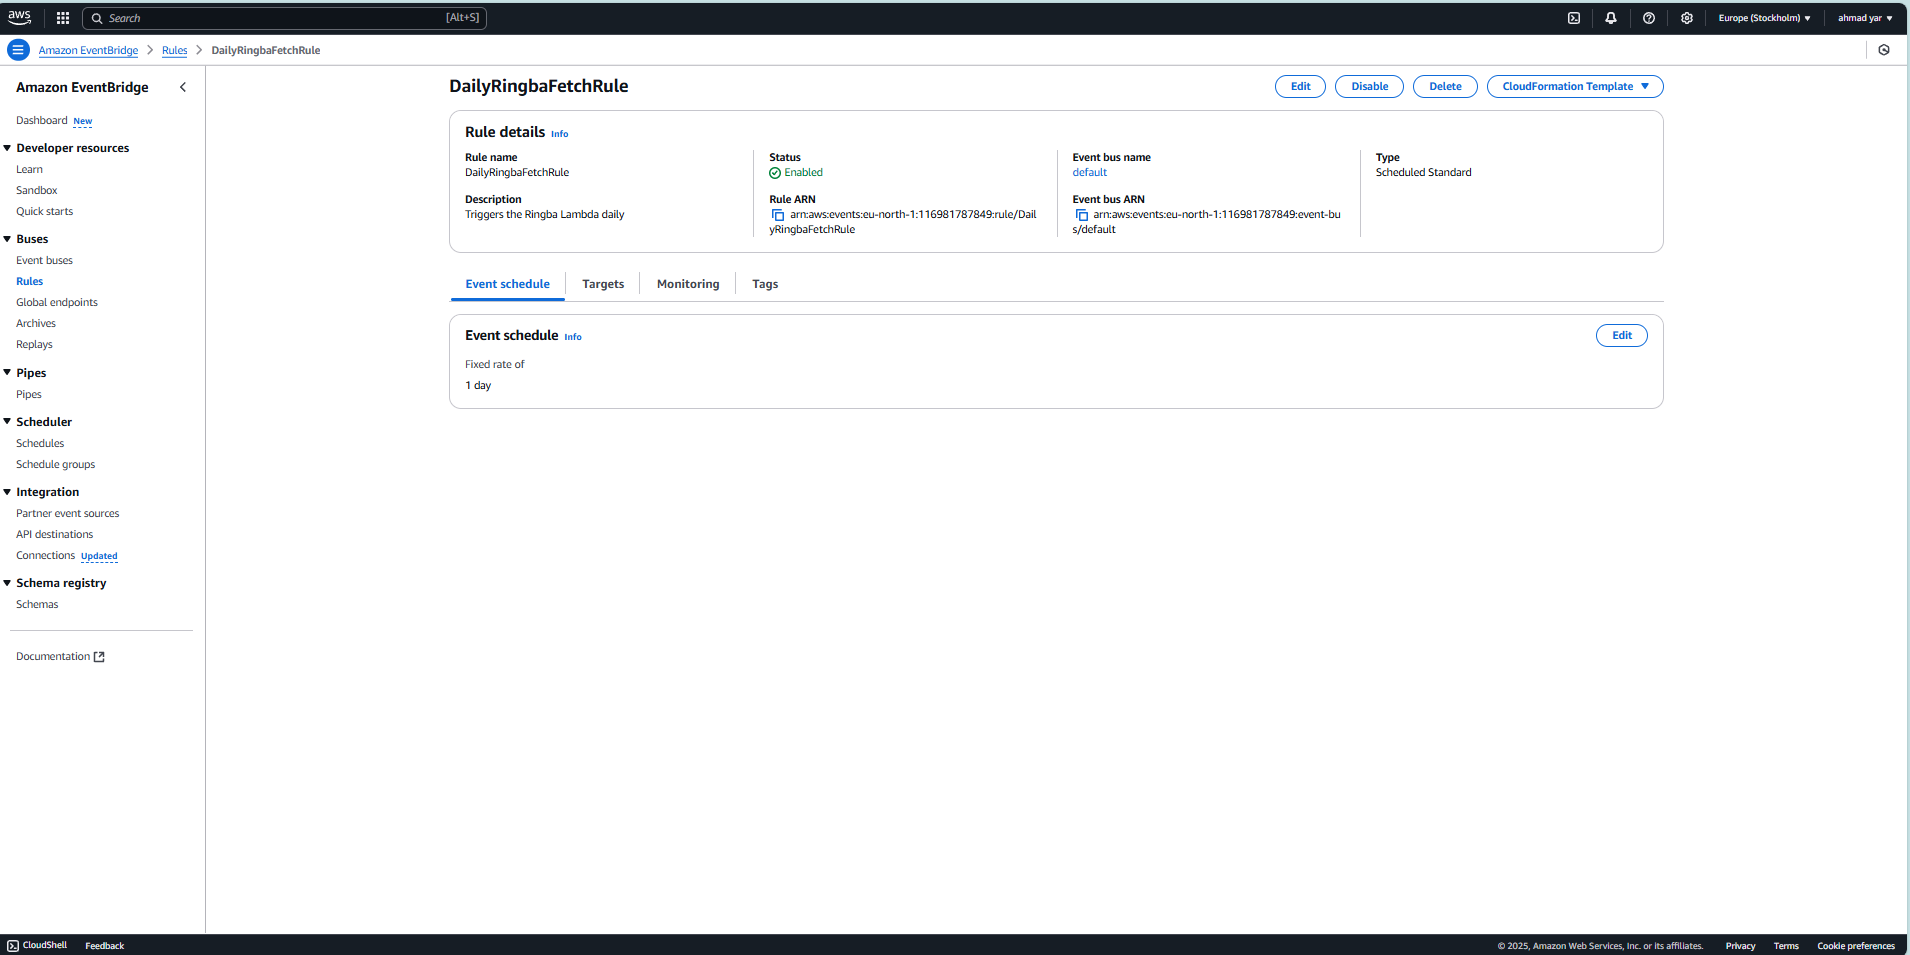 aws
Search
[Alt+S]
Europe (Stockholm)
ahmad yar
Amazon EventBridge
Rules
DailyRingbaFetchRule
Amazon EventBridge
Dashboard New
Developer resources
Learn
Sandbox
Quick starts
Buses
Event buses
Rules
Global endpoints
Archives
Replays
Pipes
Pipes
Scheduler
Schedules
Schedule groups
Integration
Partner event sources
API destinations
Connections Updated
Schema registry
Schemas
Documentation
DailyRingbaFetchRule
Edit
Disable
Delete
CloudFormation Template
Rule details Info
Rule name
DailyRingbaFetchRule
Description
Triggers the Ringba Lambda daily
Status
Enabled
Rule ARN
arn:aws:events:eu-north-1:116981787849:rule/Dail
yRingbaFetchRule
Event bus name
default
Event bus ARN
arn:aws:events:eu-north-1:116981787849:event-bu
s/default
Type
Scheduled Standard
Event schedule
Targets
Monitoring
Tags
Event schedule Info
Edit
Fixed rate of
1 day
CloudShell
Feedback
© 2025, Amazon Web Services, Inc. or its affiliates.
Privacy
Terms
Cookie preferences